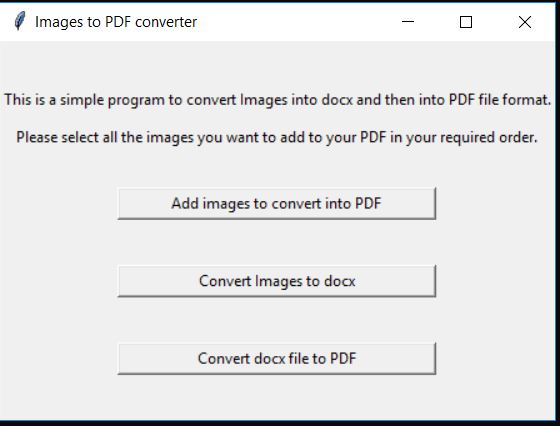 Images to PDF converter
This is a simple program to convert Images into docx and then into PDF file format.
Please select all the images you want to add to your PDF in your required order.
Add images to convert into PDF
Convert Images to docx
Convert docx file to PDF